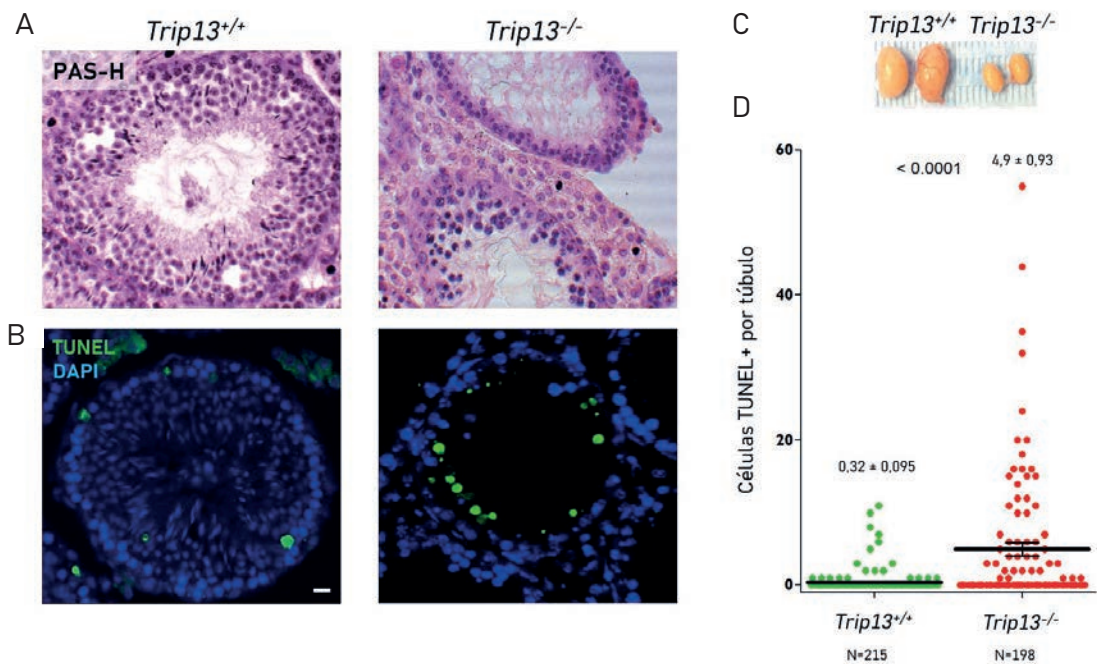 A
Trip13+/+
Trip13-/-
PAS-H
B
TUNEL
DAPI
C
Trip13+/+
Trip13-/-
D
Células TUNEL+ por túbulo
60
40
20
0
< 0.0001
4,9 ± 0,93
0,32 ± 0,095
Trip13+/+
Trip13-/-
N=215
N=198